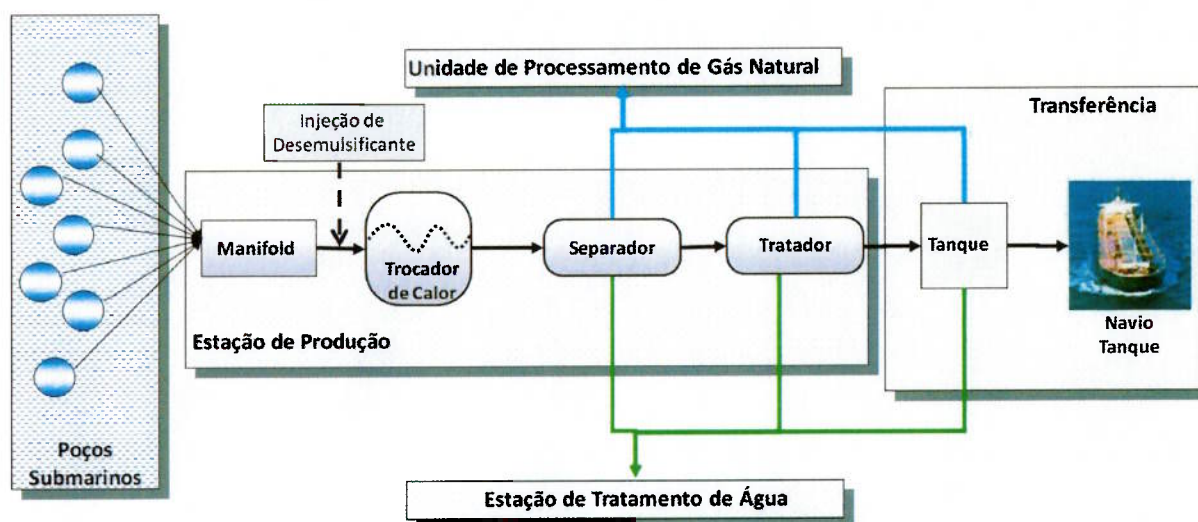 Unidade de Processamento de Gás Natural
Transferência
Injeção de
Desemulsificante
Manifold
Trocador
de Calor
Separador
Tratador
Tanque
Navio
Tanque
Estação de Produção
Poços
Submarinos
Estação de Tratamento de Água